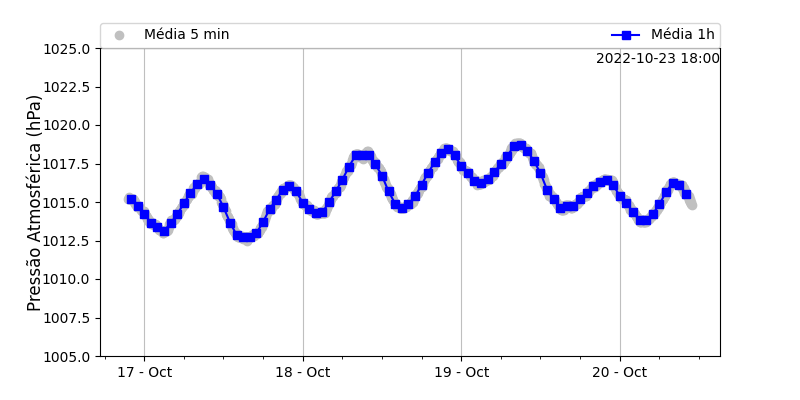 Média 5 min
Média 1h
2022-10-23 18:00
Pressão Atmosférica (hPa)
1025.0
1022.5
1020.0
1017.5
1015.0
1012.5
1010.0
1007.5
1005.0
17 - Oct
18 - Oct
19 - Oct
20 - Oct